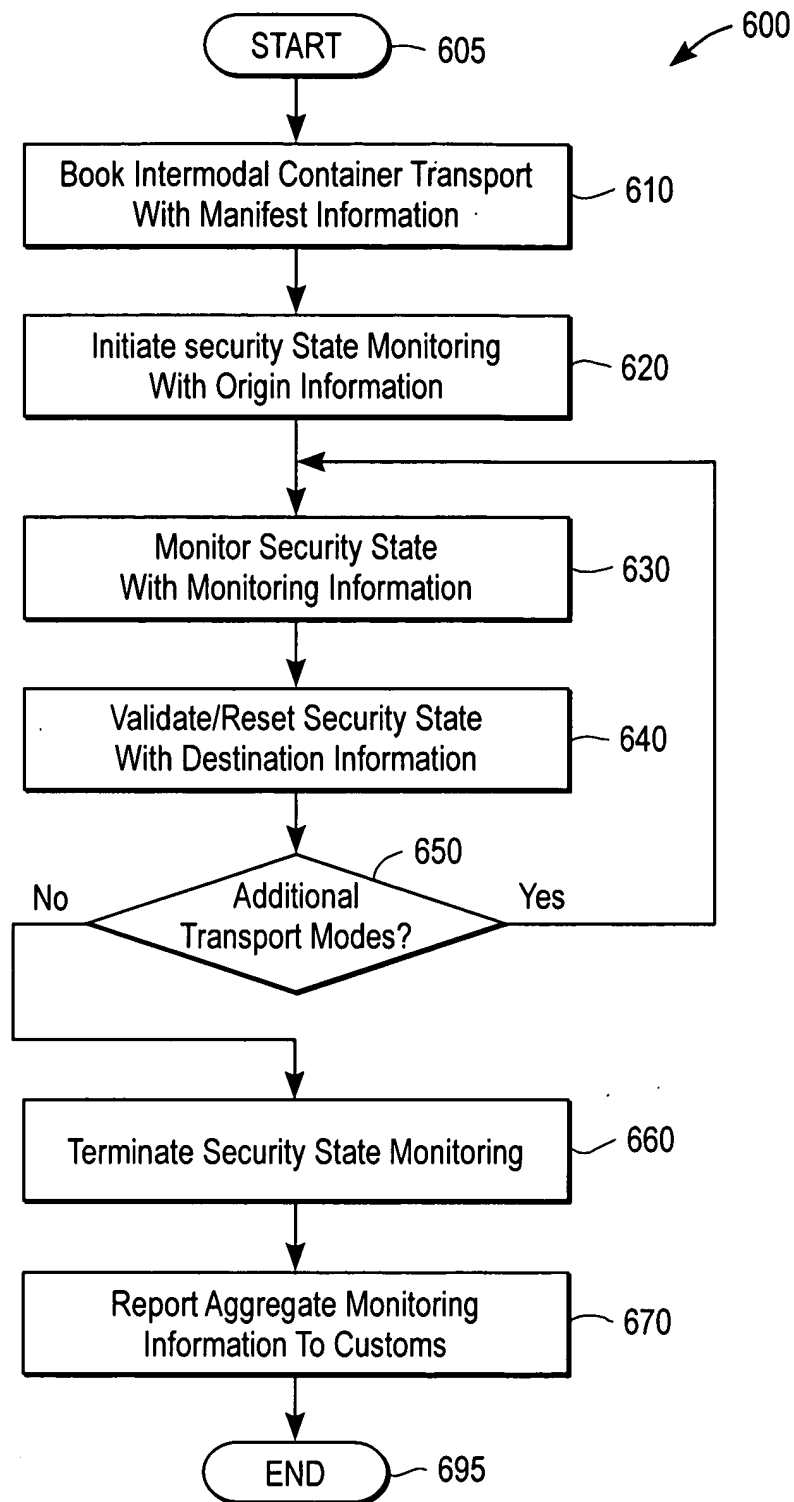 600
START
605
Book Intermodal Container Transport
With Manifest Information
610
Initiate security State Monitoring
With Origin Information
620
Monitor Security State
With Monitoring Information
630
Validate/Reset Security State
With Destination Information
640
650
No
Additional
Transport Modes?
Yes
Terminate Security State Monitoring
660
Report Aggregate Monitoring
Information To Customs
670
END
695